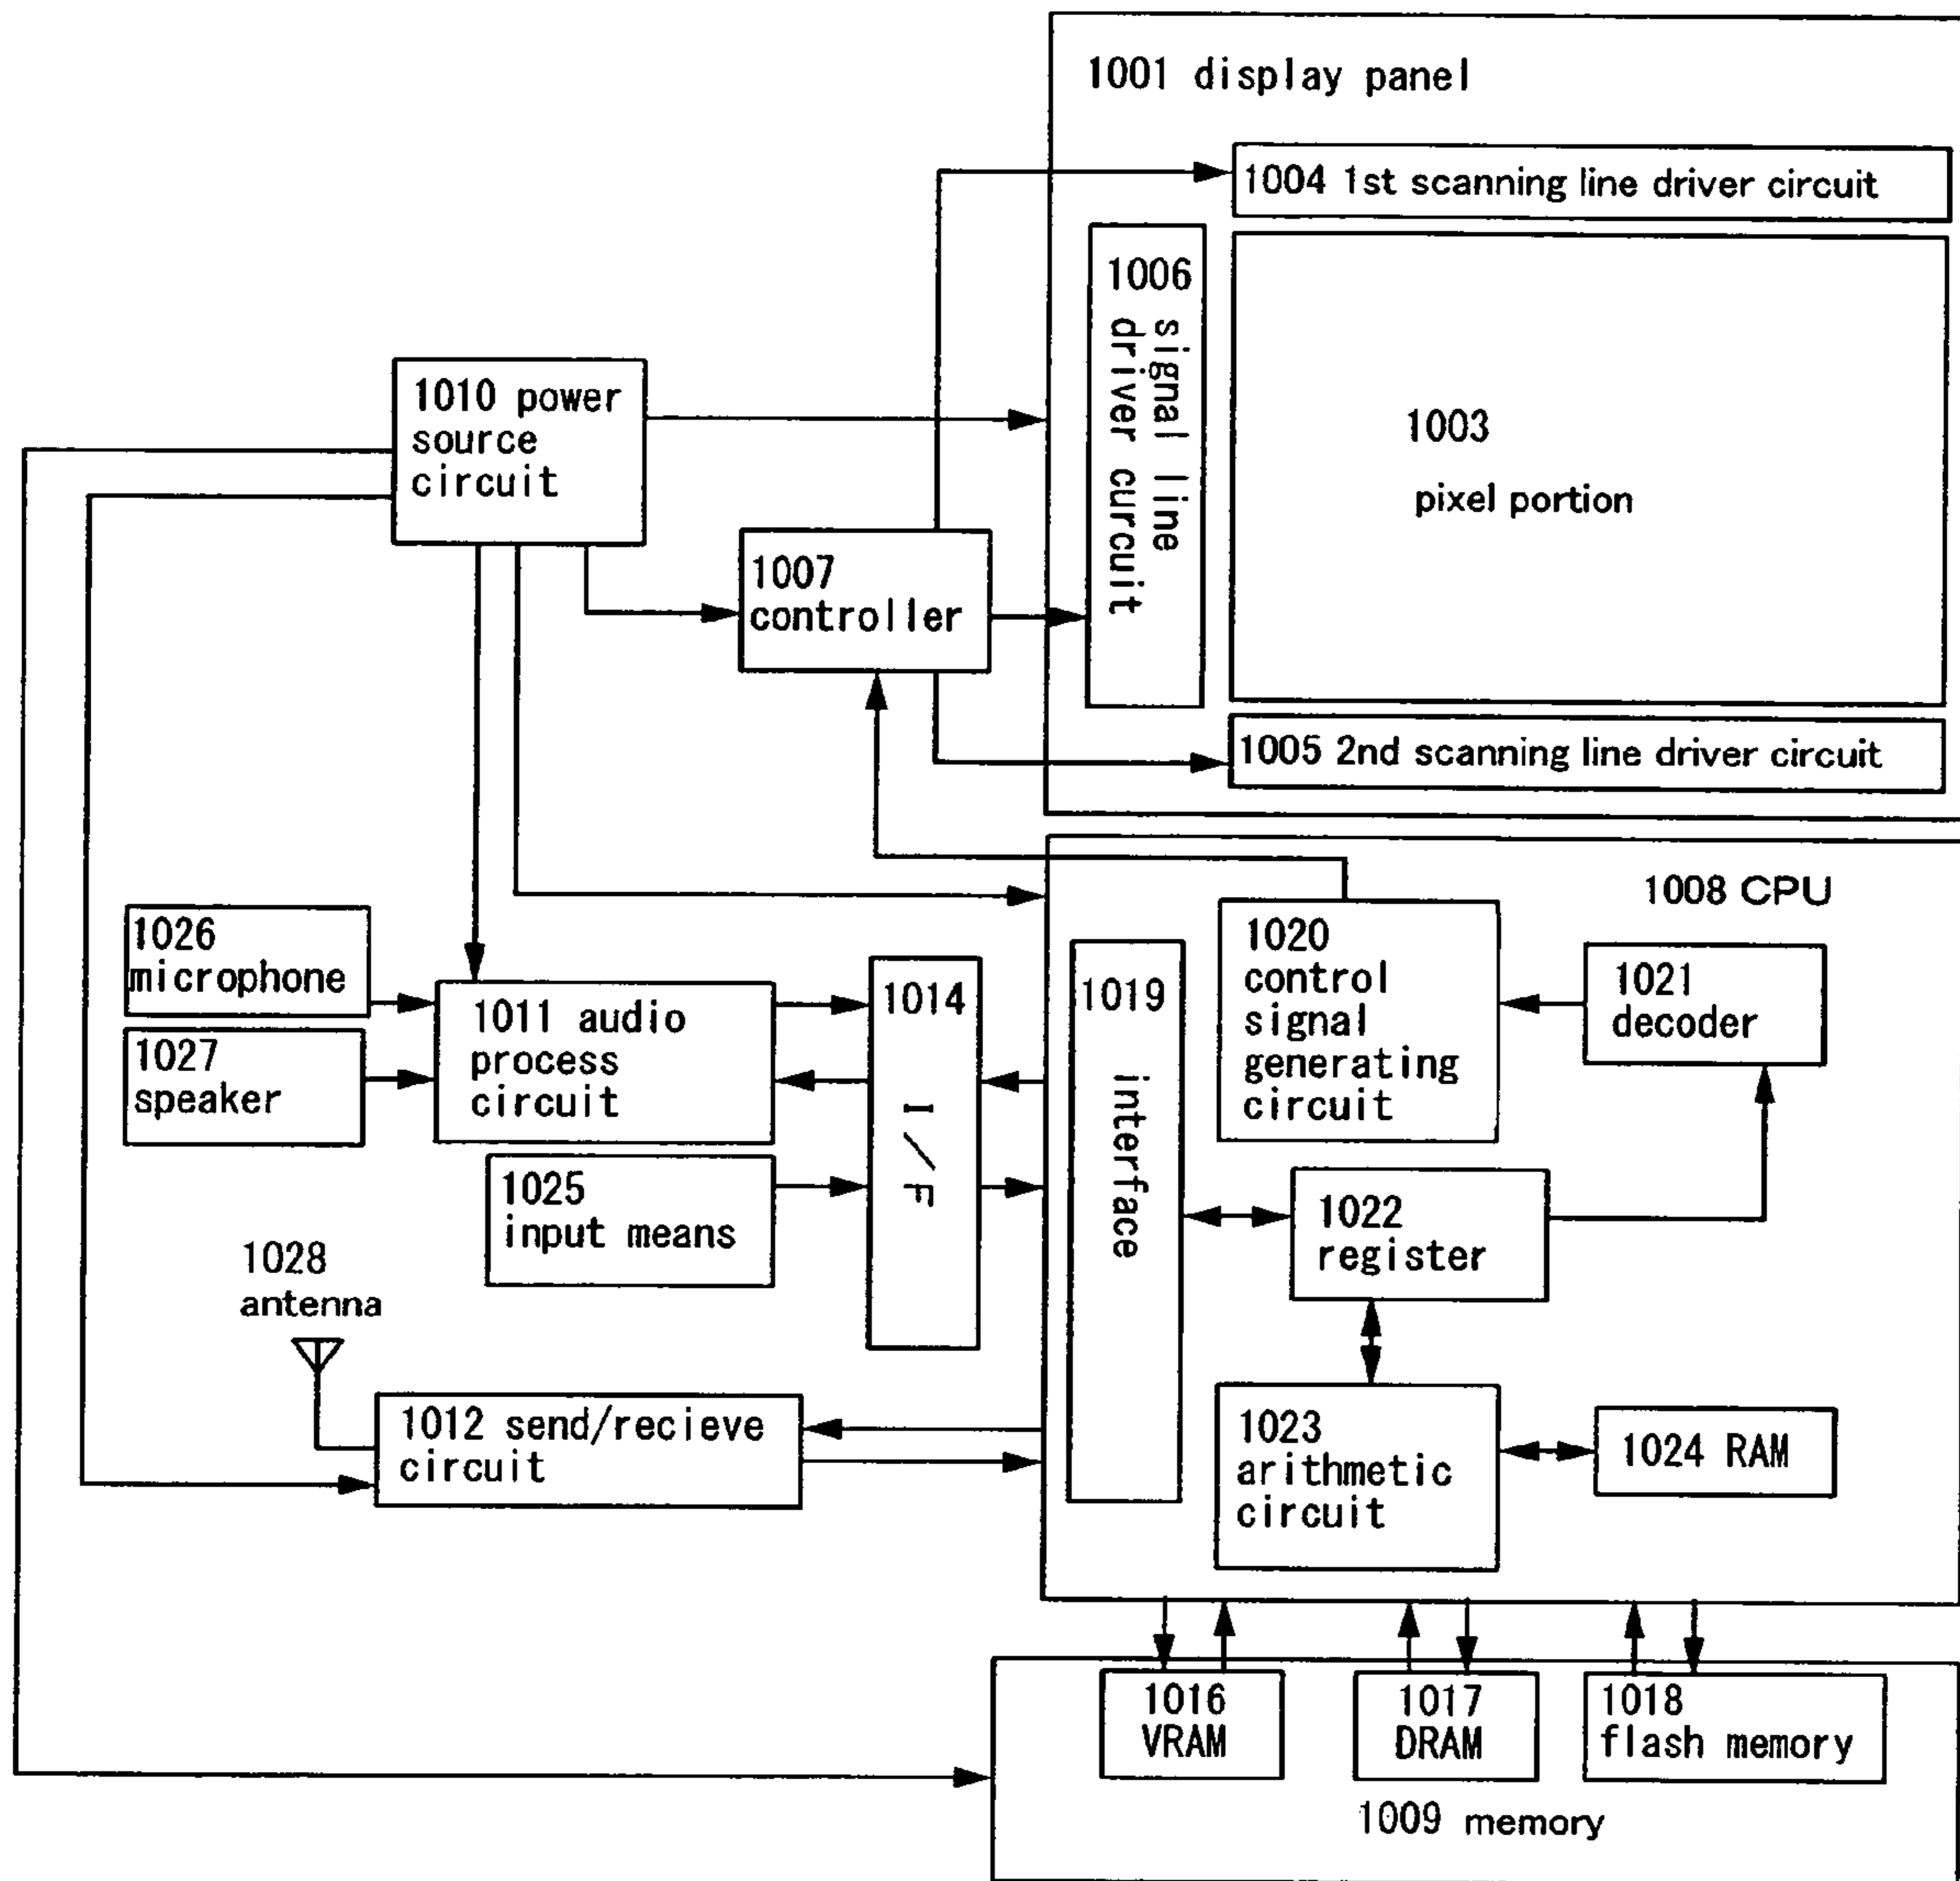 1001 display panel
1004 1st scanning line driver circuit
1006 signal line
driver curcuit
1003
pixel portion
1005 2nd scanning line driver circuit
1010 power
source
circuit
1007
controller
1008 CPU
1026
microphone
1027
speaker
1011 audio
process
circuit
1014
I/F
1025
input means
1028
antenna
1012 send/recieve
circuit
1019
interface
1020
control
signal
generating
circuit
1021
decoder
1022
register
1023
arithmetic
circuit
1024 RAM
1016
VRAM
1017
DRAM
1018
flash memory
1009 memory